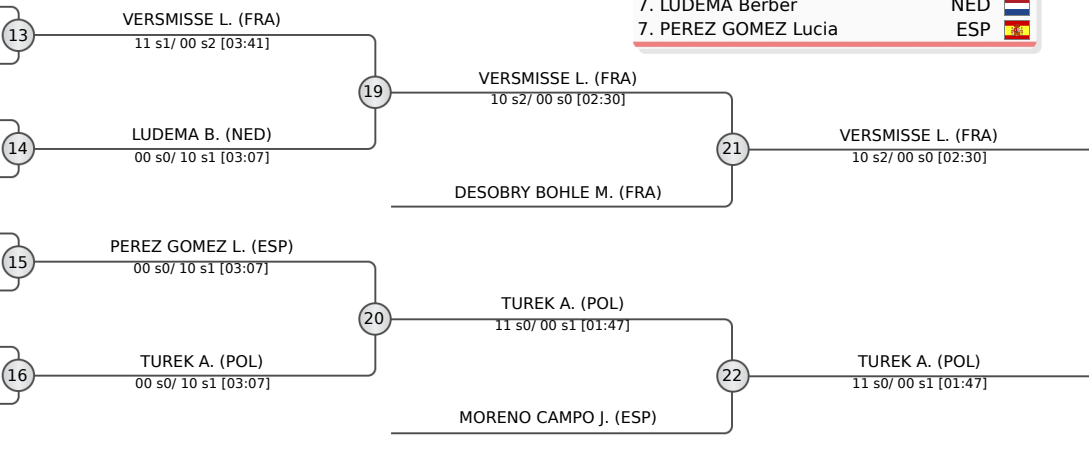 7. LUDEMA Berber NED
7. PEREZ GOMEZ Lucia ESP
13
VERSMISSE L. (FRA)
11 s1/ 00 s2 [03:41]
19
VERSMISSE L. (FRA)
10 s2/ 00 s0 [02:30]
14
LUDEMA B. (NED)
00 s0/ 10 s1 [03:07]
21
VERSMISSE L. (FRA)
10 s2/ 00 s0 [02:30]
DESOBRY BOHLE M. (FRA)
15
PEREZ GOMEZ L. (ESP)
00 s0/ 10 s1 [03:07]
20
TUREK A. (POL)
11 s0/ 00 s1 [01:47]
16
TUREK A. (POL)
00 s0/ 10 s1 [03:07]
22
TUREK A. (POL)
11 s0/ 00 s1 [01:47]
MORENO CAMPO J. (ESP)